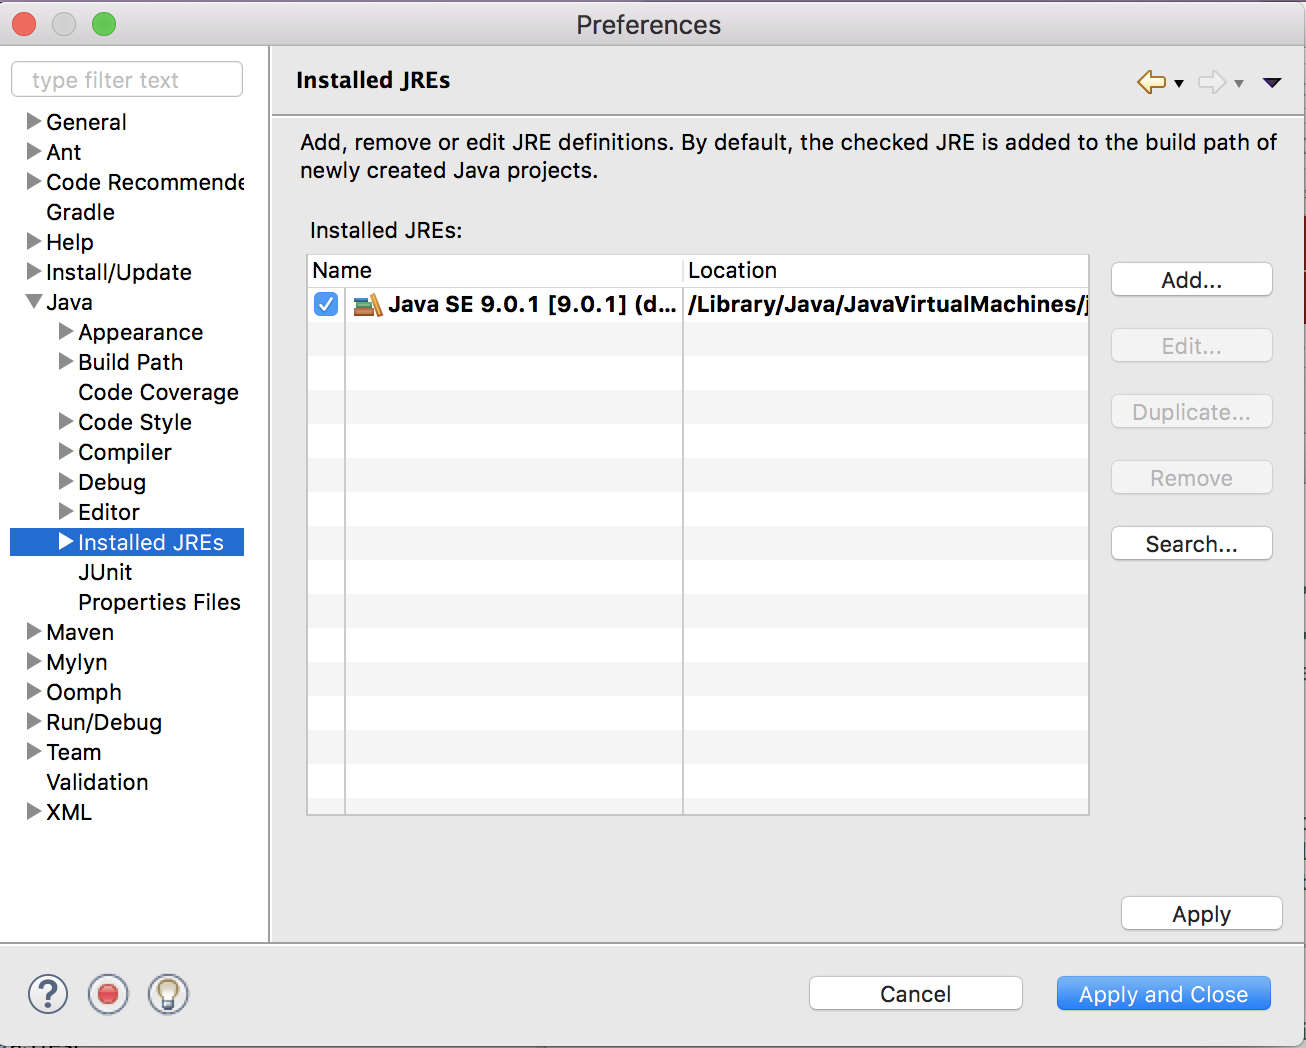 Preferences
type filter text
General
Ant
Code Recommende
Gradle
Help
Install/Update
Java
Appearance
Build Path
Code Coverage
Code Style
Compiler
Debug
Editor
Installed JREs
JUnit
Properties Files
Maven
Mylyn
Oomph
Run/Debug
Team
Validation
XML
Installed JREs
Add, remove or edit JRE definitions. By default, the checked JRE is added to the build path of
newly created Java projects.
Installed JREs:
Name Location
Java SE 9.0.1 [9.0.1] (d... /Library/Java/JavaVirtualMachines/j
Add...
Edit...
Duplicate...
Remove
Search...
Apply
?
Cancel Apply and Close